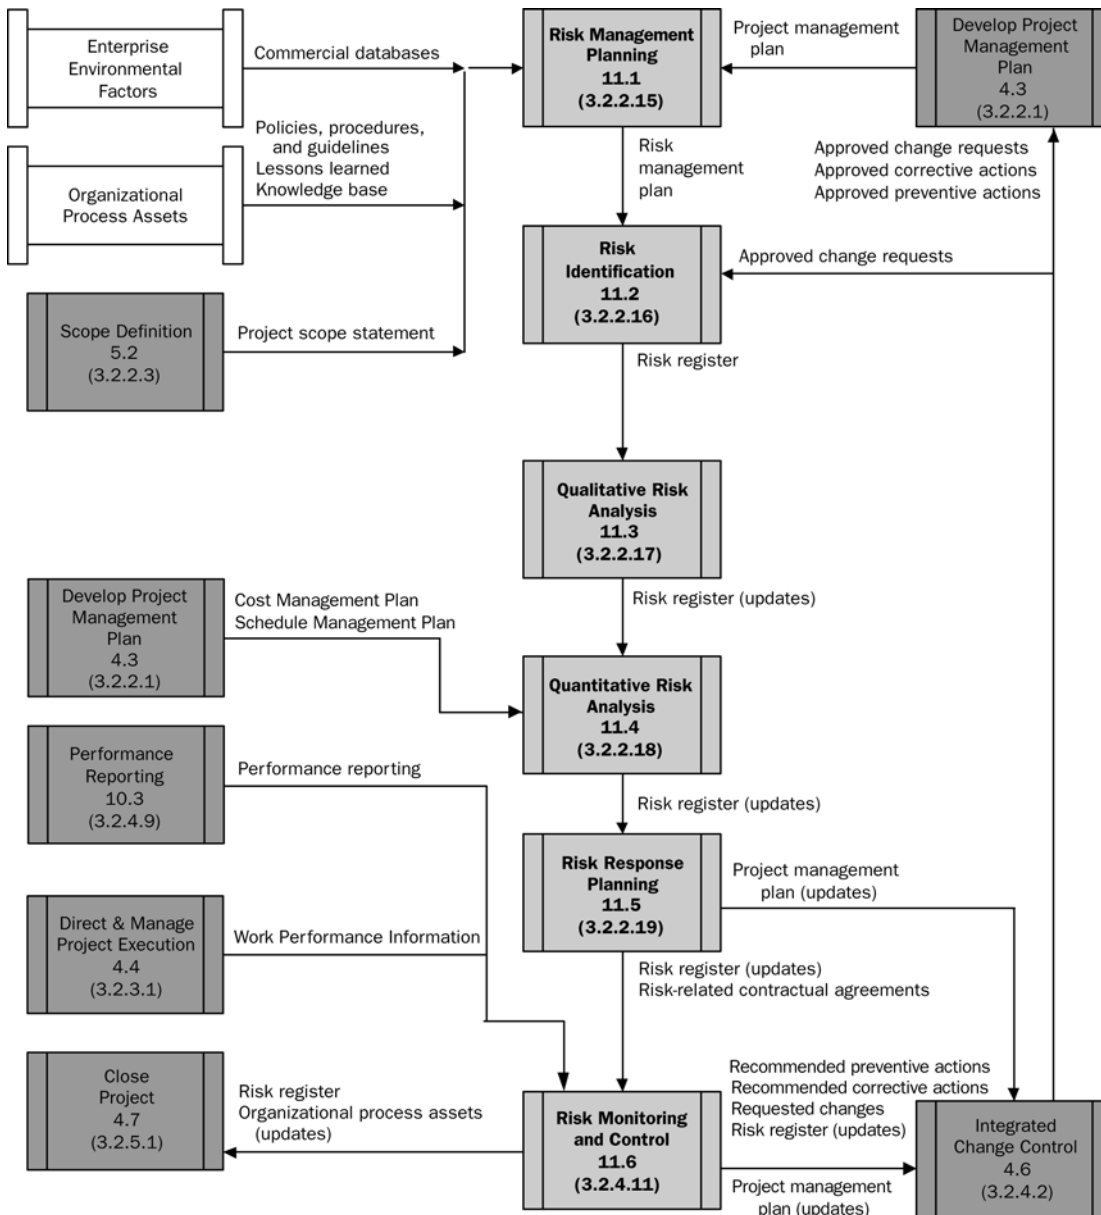 Enterprise
Environmental
Factors
Commercial databases
Risk Management
Planning
11.1
(3.2.2.15)
Project management
plan
Develop Project
Management
Plan
4.3
(3.2.2.1)
Policies, procedures,
and guidelines
Lessons learned
Knowledge base
Organizational
Process Assets
Risk
management
plan
Approved change requests
Approved corrective actions
Approved preventive actions
Risk
Identification
11.2
(3.2.2.16)
Approved change requests
Scope Definition
5.2
(3.2.2.3)
Project scope statement
Risk register
Qualitative Risk
Analysis
11.3
(3.2.2.17)
Risk register (updates)
Develop Project
Management
Plan
4.3
(3.2.2.1)
Cost Management Plan
Schedule Management Plan
Quantitative Risk
Analysis
11.4
(3.2.2.18)
Performance
Reporting
10.3
(3.2.4.9)
Performance reporting
Risk register (updates)
Risk Response
Planning
11.5
(3.2.2.19)
Project management
plan (updates)
Direct & Manage
Project Execution
4.4
(3.2.3.1)
Work Performance Information
Risk register (updates)
Risk-related contractual agreements
Close
Project
4.7
(3.2.5.1)
Risk register
Organizational process assets
(updates)
Risk Monitoring
and Control
11.6
(3.2.4.11)
Recommended preventive actions
Recommended corrective actions
Requested changes
Risk register (updates)
Project management
plan (updates)
Integrated
Change Control
4.6
(3.2.4.2)